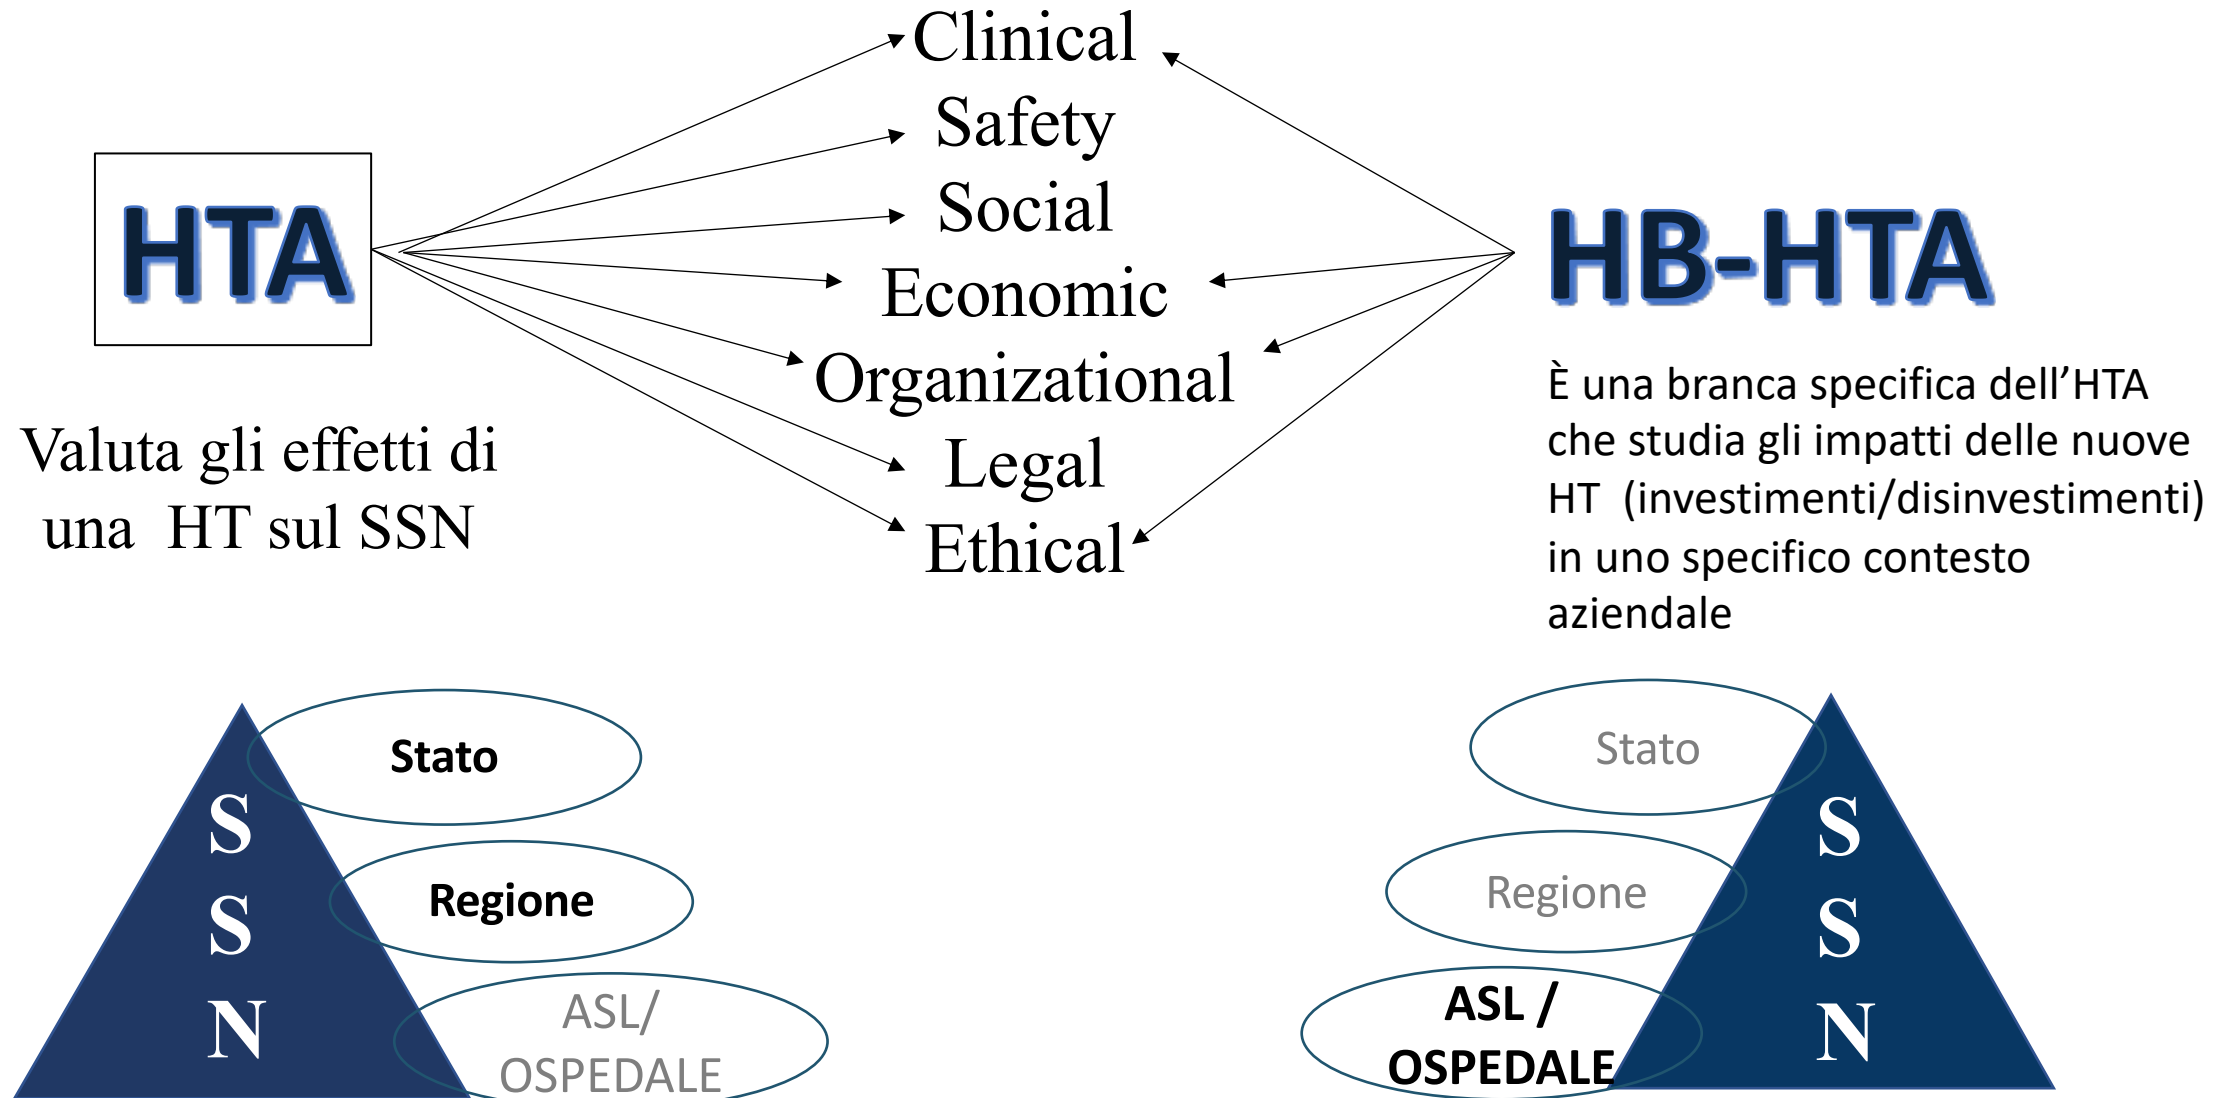 HTA
Valuta gli effetti di
una HT sul SSN
Clinical
Safety
Social
Economic
Organizational
Legal
Ethical
HB-HTA
È una branca specifica dell’HTA
che studia gli impatti delle nuove
HT (investimenti/disinvestimenti)
in uno specifico contesto
aziendale
S
S
N
Stato
Regione
ASL/
OSPEDALE
Stato
Regione
ASL /
OSPEDALE
S
S
N